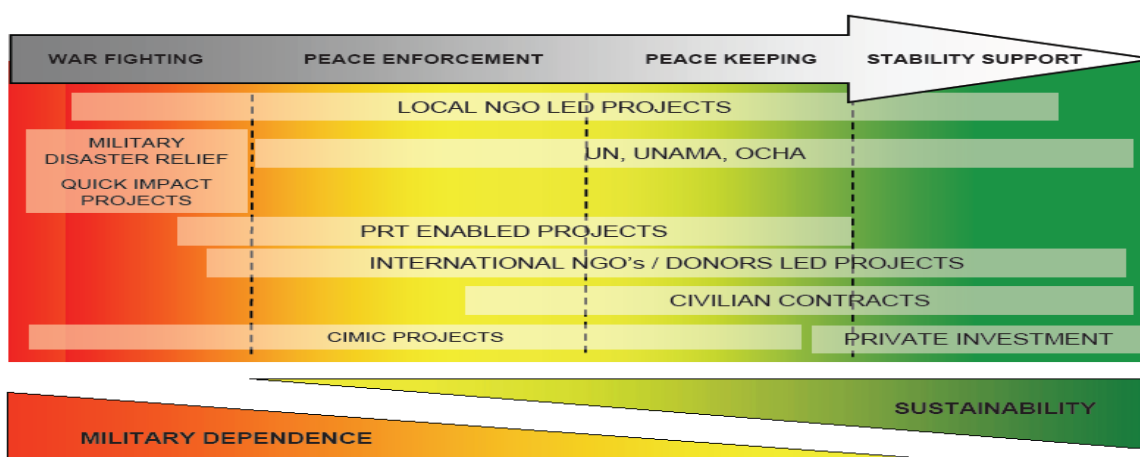 WAR FIGHTING
PEACE ENFORCEMENT
PEACE KEEPING
STABILITY SUPPORT
LOCAL NGO LED PROJECTS
MILITARY
DISASTER RELIEF
QUICK IMPACT
PROJECTS
UN, UNAMA, OCHA
PRT ENABLED PROJECTS
INTERNATIONAL NGO's / DONORS LED PROJECTS
CIVILIAN CONTRACTS
CIMIC PROJECTS
PRIVATE INVESTMENT
SUSTAINABILITY
MILITARY DEPENDENCE